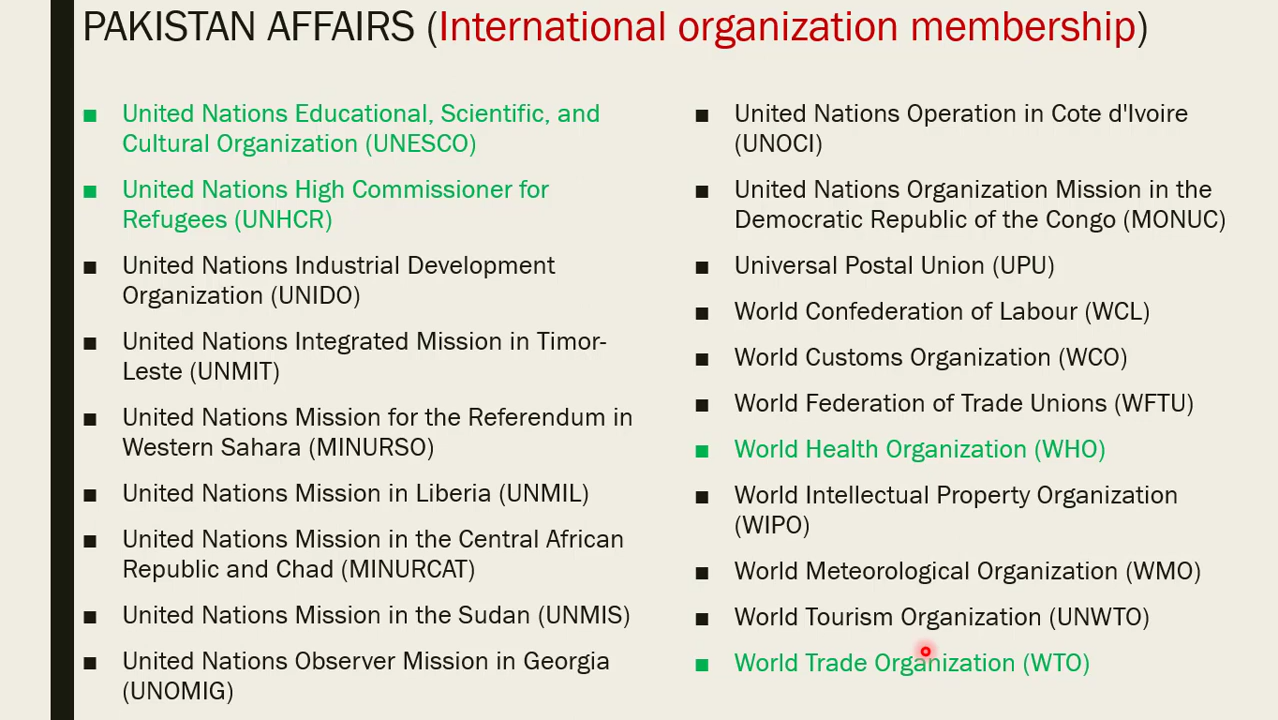 PAKISTAN AFFAIRS (International organization membership)
United Nations Educational, Scientific, and
Cultural Organization (UNESCO)
United Nations High Commissioner for
Refugees (UNHCR)
United Nations Industrial Development
Organization (UNIDO)
United Nations Integrated Mission in Timor-
Leste (UNMIT)
United Nations Mission for the Referendum in
Western Sahara (MINURSO)
United Nations Mission in Liberia (UNMIL)
United Nations Mission in the Central African
Republic and Chad (MINURCAT)
United Nations Mission in the Sudan (UNMIS)
United Nations Observer Mission in Georgia
(UNOMIG)
United Nations Operation in Cote d'Ivoire
(UNOCI)
United Nations Organization Mission in the
Democratic Republic of the Congo (MONUC)
Universal Postal Union (UPU)
World Confederation of Labour (WCL)
World Customs Organization (WCO)
World Federation of Trade Unions (WFTU)
World Health Organization (WHO)
World Intellectual Property Organization
(WIPO)
World Meteorological Organization (WMO)
World Tourism Organization (UNWTO)
World Trade Organization (WTO)